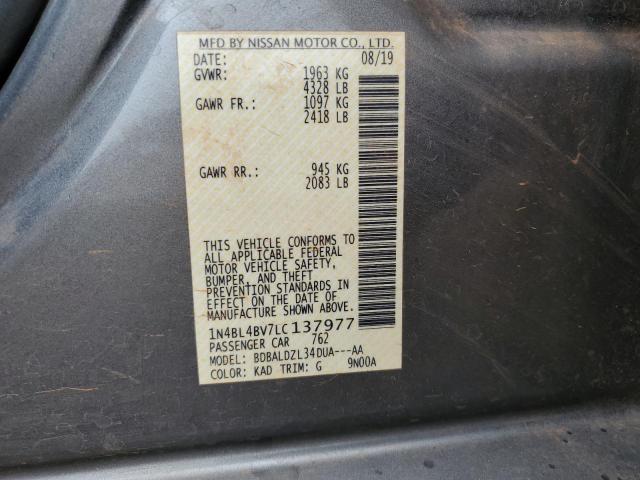 MFD BY NISSAN MOTOR CO., LTD.
DATE: 08/19
GVWR: 1963 KG
4328 LB
GAWR FR.: 1097 KG
2418 LB
GAWR RR.: 945 KG
2083 LB
THIS VEHICLE CONFORMS TO
ALL APPLICABLE FEDERAL
MOTOR VEHICLE SAFETY,
BUMPER, AND THEFT
PREVENTION STANDARDS IN
EFFECT ON THE DATE OF
MANUFACTURE SHOWN ABOVE.
1N4BL4BV7LC137977
PASSENGER CAR 762
MODEL: BDBALDZL34DUA---AA
COLOR: KAD TRIM: G 9N00A